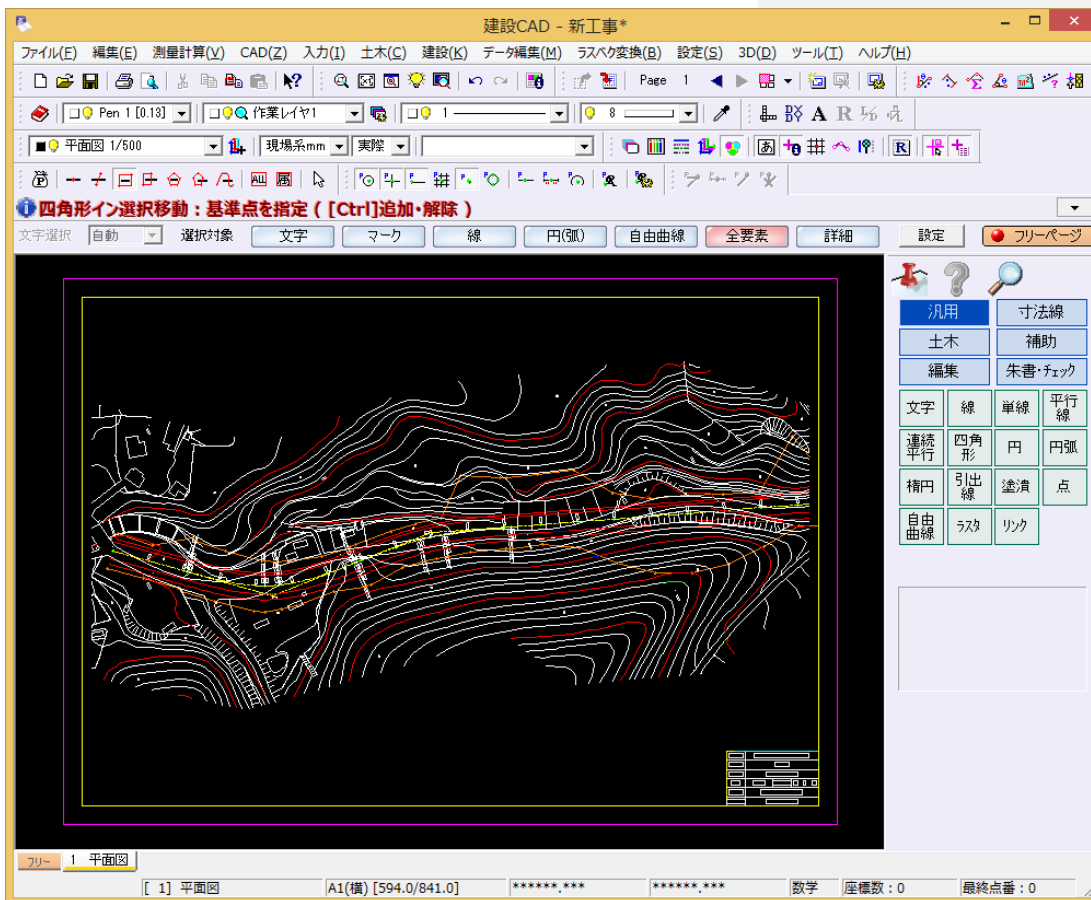 建設CAD - 新工事*
ファイル(F) 編集(E) 測量計算(V) CAD(Z) 入力(I) 土木(C) 建設(K) データ編集(M) ラスベク変換(B) 設定(S) 3D(D) ツール(T) ヘルプ(H)
Page 1
Pen 1 [0.13] 作業レイヤ1 1 8
平面図 1/500 現場系mm 実際
ALL
四角形イン選択移動 : 基準点を指定 ( [Ctrl]追加・解除 )
文字選択 自動 選択対象 文字 マーク 線 円(弧) 自由曲線 全要素 詳細 設定 フリーページ
汎用 寸法線
土木 補助
編集 朱書・チェック
文字 線 単線 平行線
連続平行 四角形 円 円弧
楕円 引出線 塗潰 点
自由曲線 ラスタ リンク
フリー 1 平面図
[ 1] 平面図 A1(横) [594.0/841.0] ******.*** ******.*** 数学 座標数 : 0 最終点番 : 0